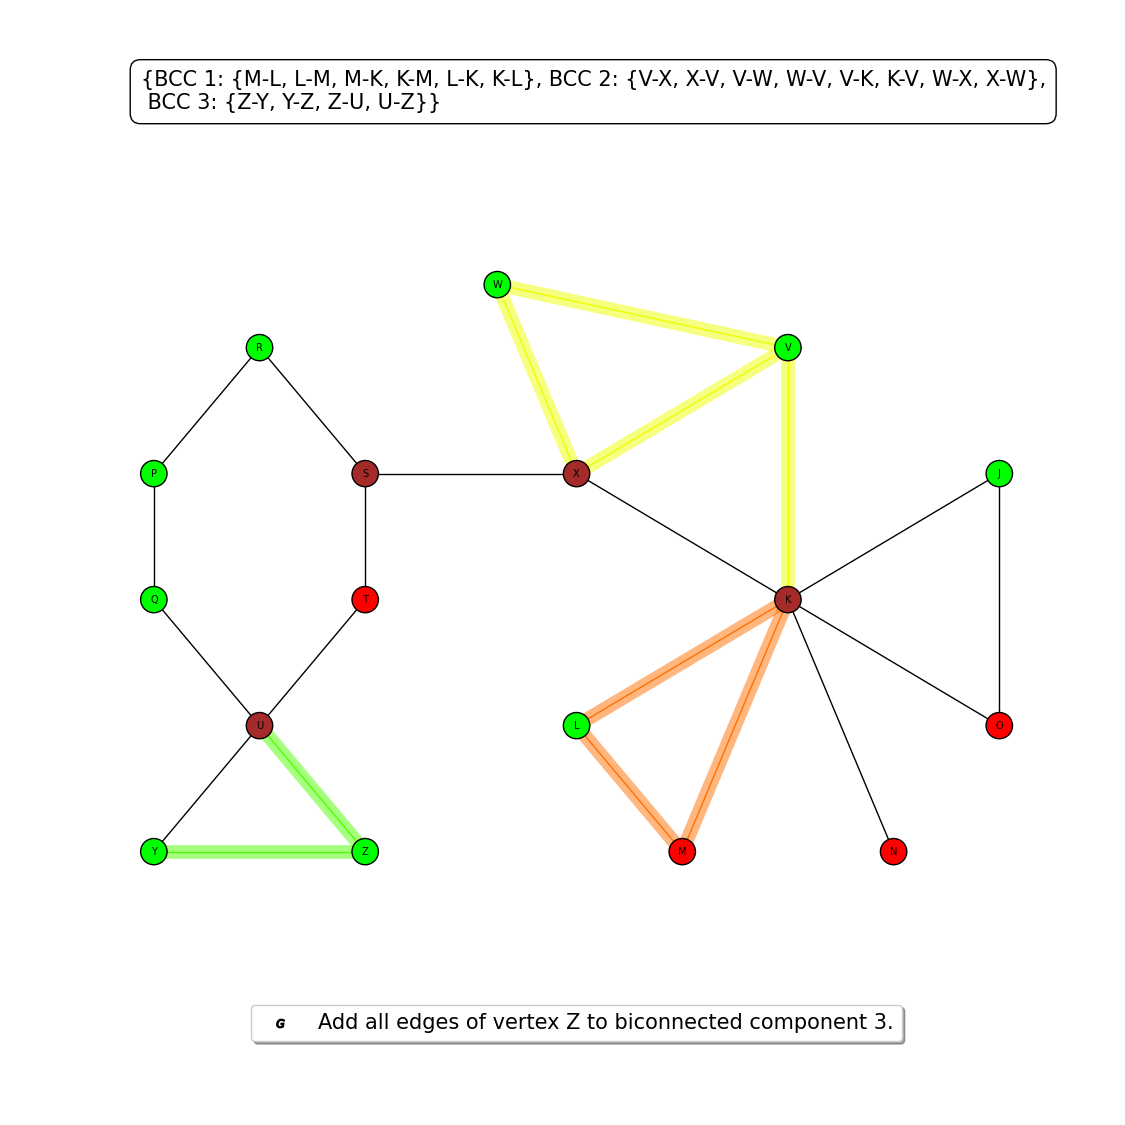 {BCC 1: {M-L, L-M, M-K, K-M, L-K, K-L}, BCC 2: {V-X, X-V, V-W, W-V, V-K, K-V, W-X, X-W},
BCC 3: {Z-Y, Y-Z, Z-U, U-Z}}
W
R
V
P
S
X
J
Q
T
K
U
L
O
Y
Z
M
N
G Add all edges of vertex Z to biconnected component 3.